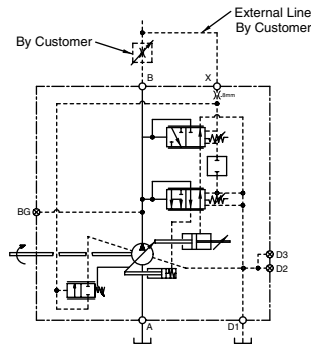 External Line
By Customer
By Customer
B
X
.8mm
BG
D3
D2
A
D1